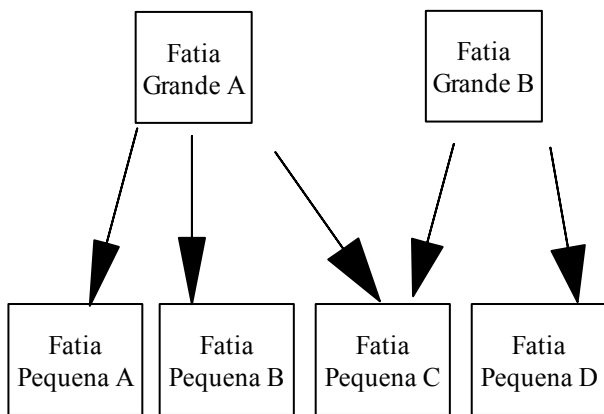 Fatia
Grande A
Fatia
Grande B
Fatia
Pequena A
Fatia
Pequena B
Fatia
Pequena C
Fatia
Pequena D